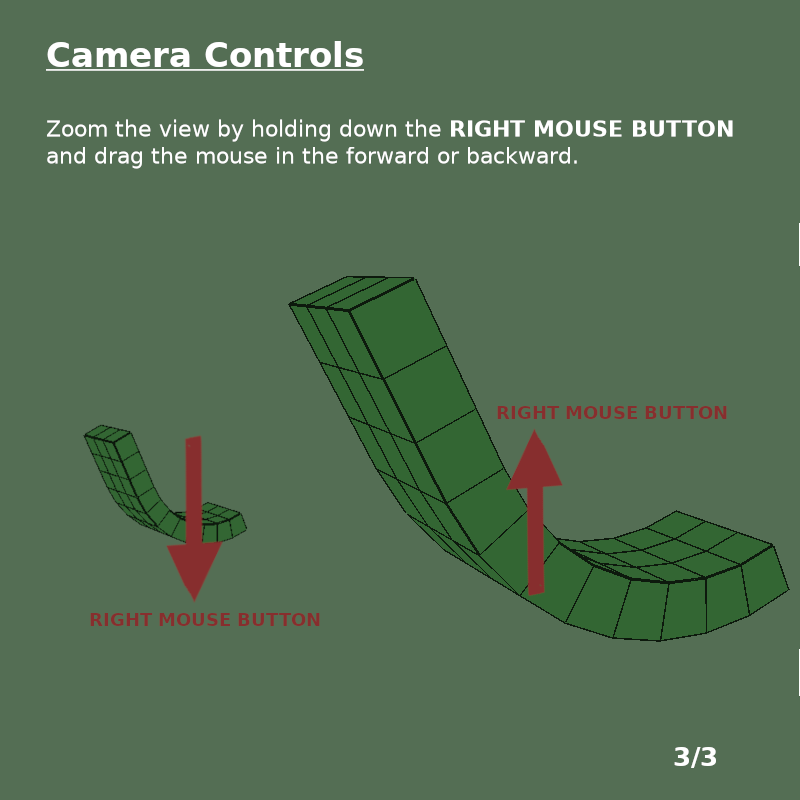 Camera Controls
Zoom the view by holding down the RIGHT MOUSE BUTTON
and drag the mouse in the forward or backward.
RIGHT MOUSE BUTTON
RIGHT MOUSE BUTTON
3/3